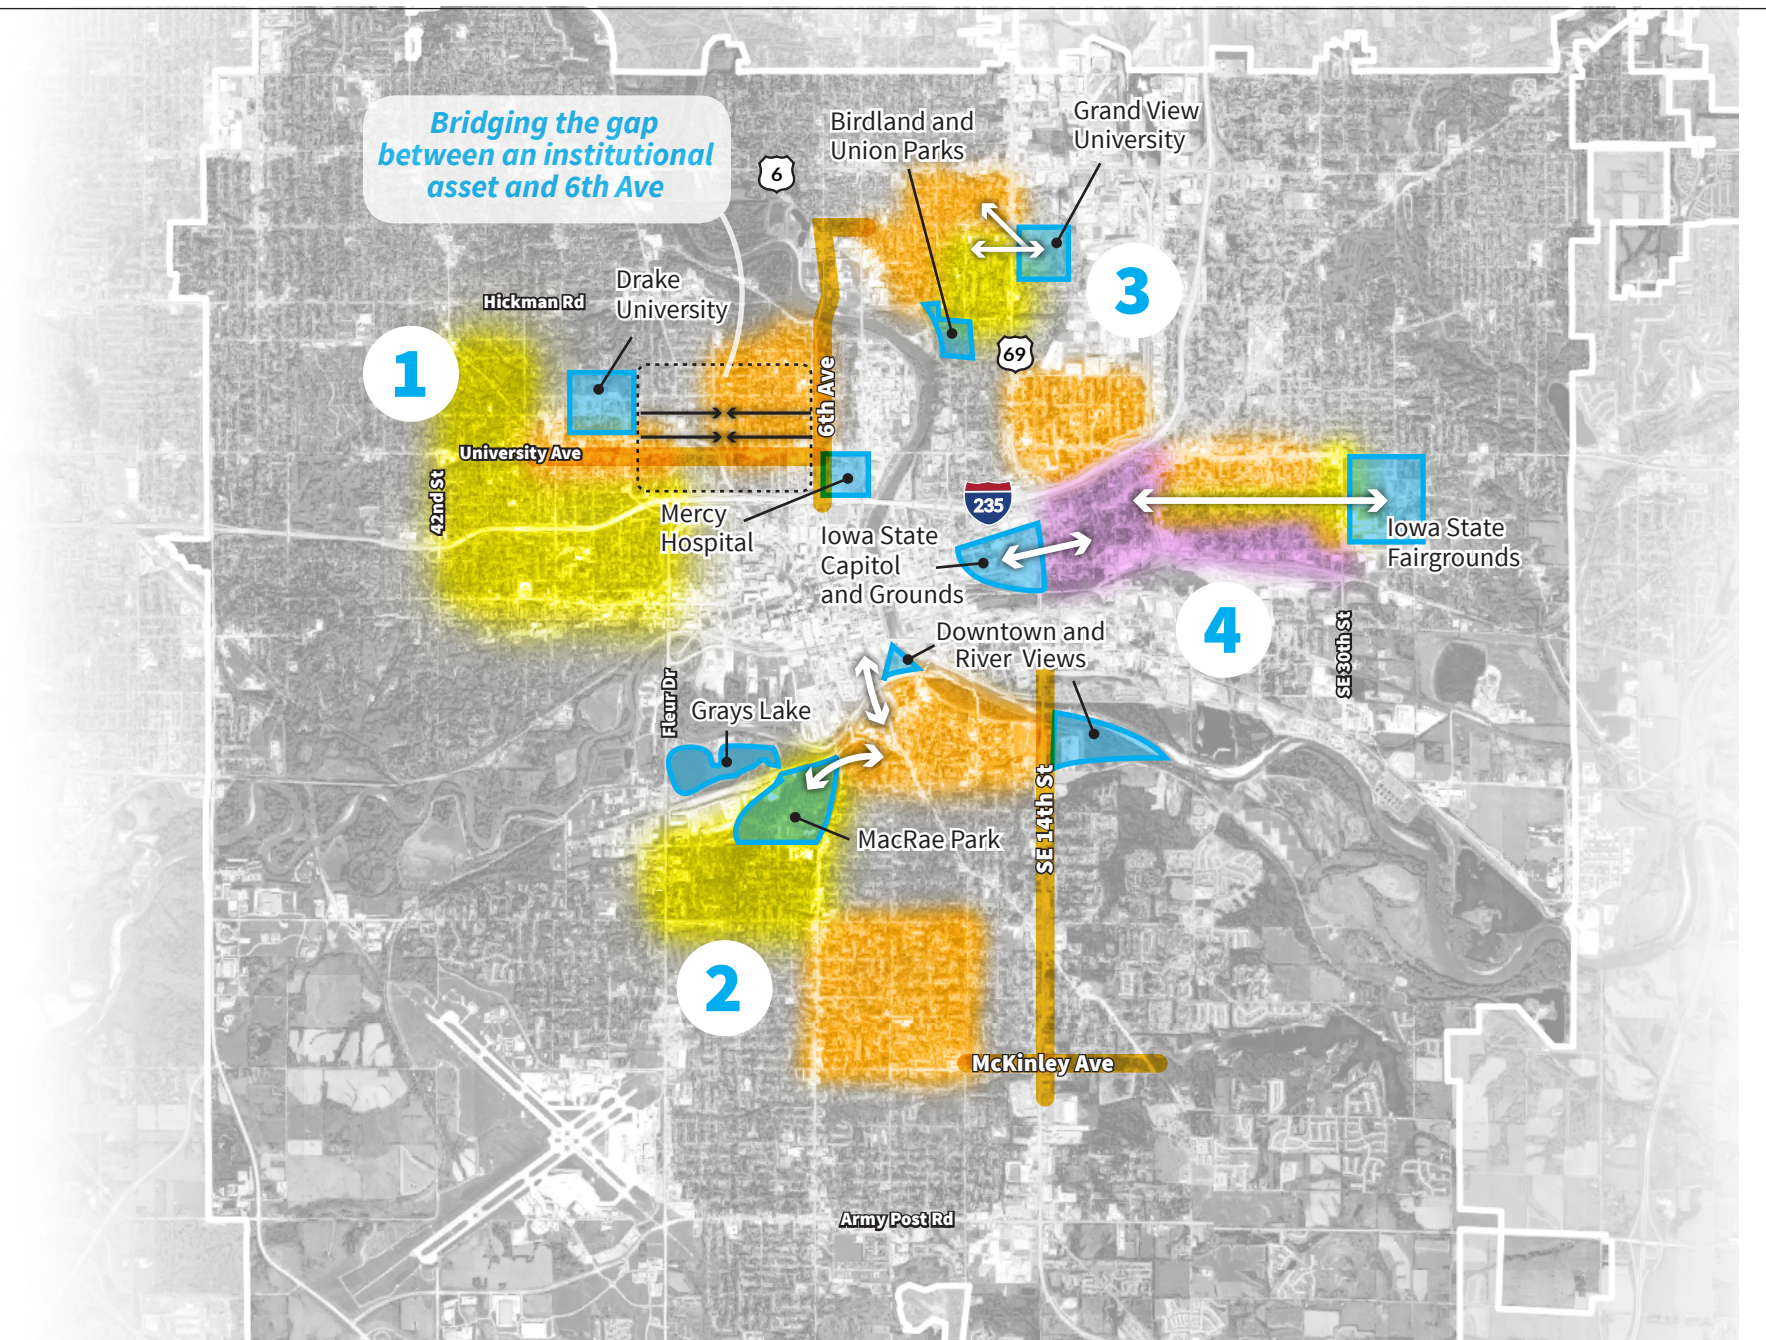 Bridging the gap
between an institutional
asset and 6th Ave
6
Birdland and
Union Parks
Grand View
University
Drake
University
Hickman Rd
3
1
69
6th Ave
University Ave
42nd St
Mercy
Hospital
235
Iowa State
Capitol
and Grounds
Iowa State
Fairgrounds
4
Downtown and
River Views
SE 30th St
Fleur Dr
Grays Lake
SE 14th St
MacRae Park
2
McKinley Ave
Army Post Rd